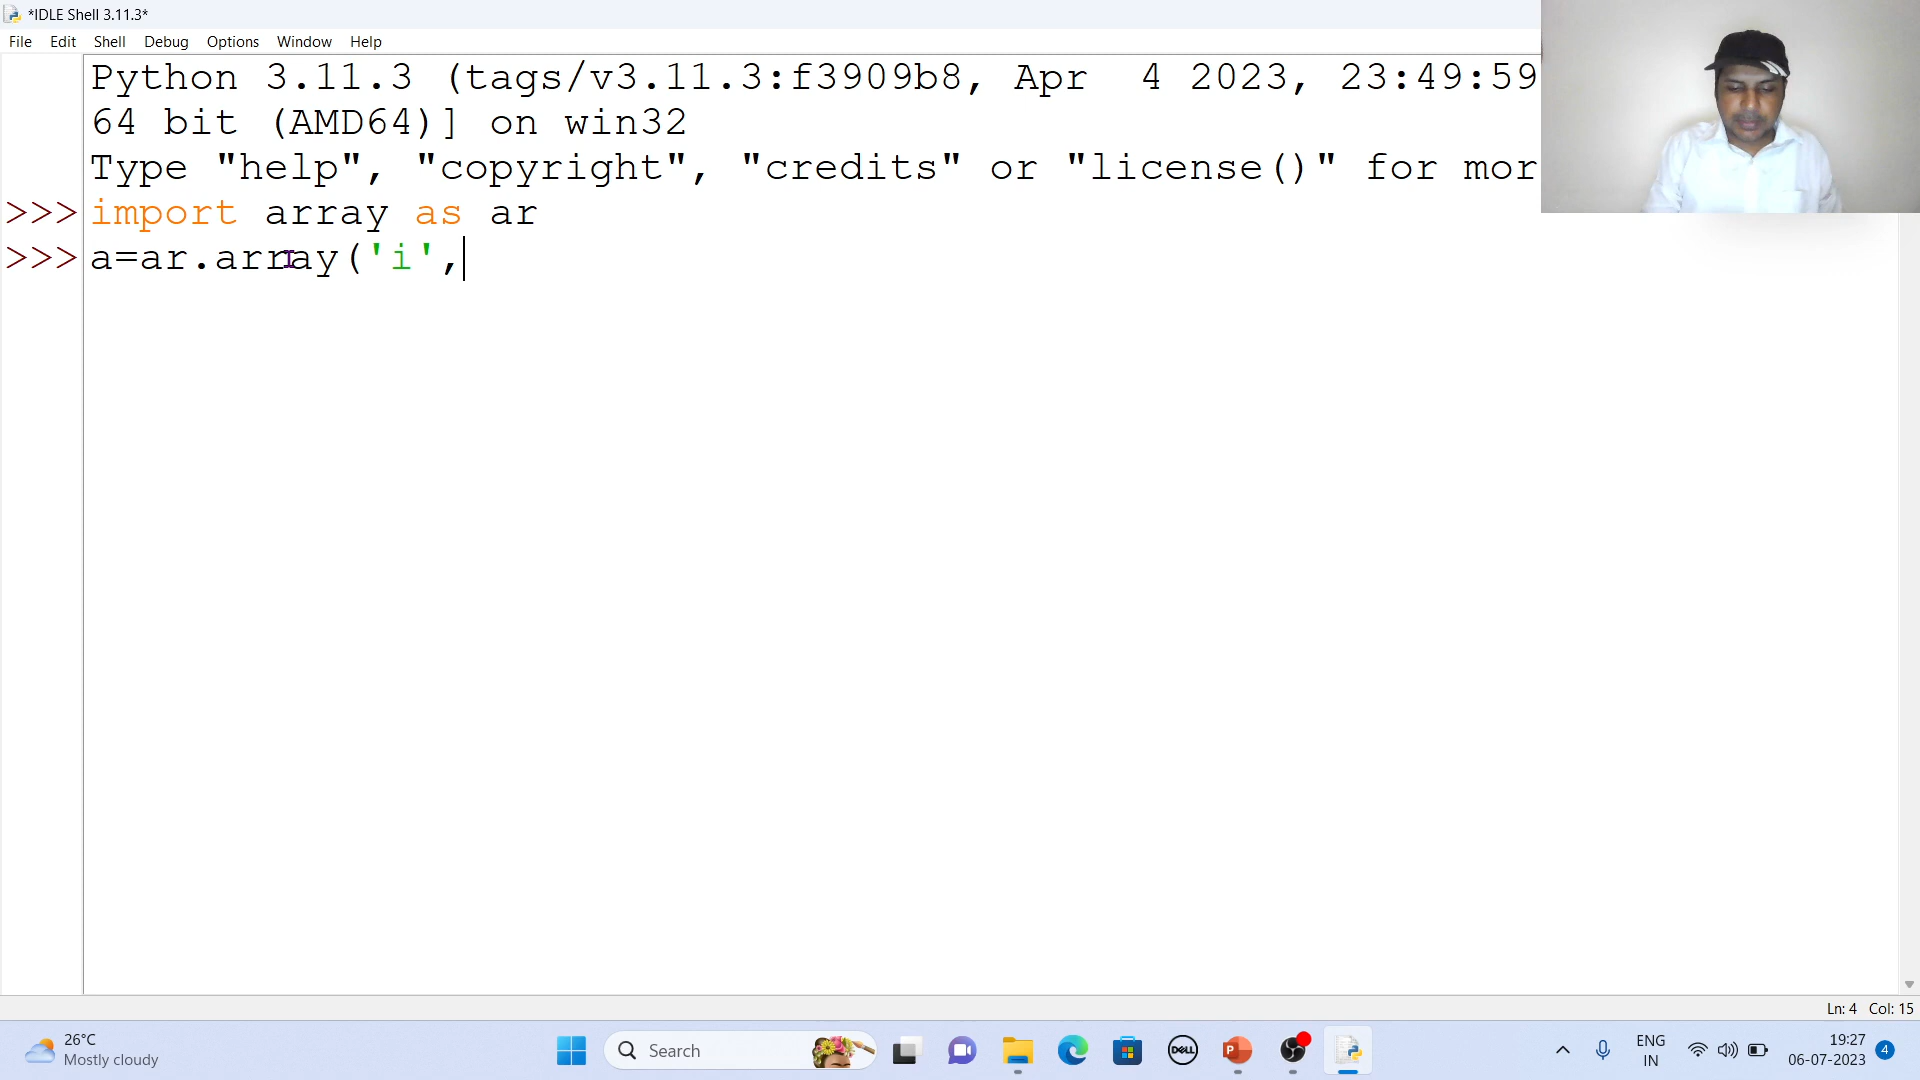 *IDLE Shell 3.11.3*
File Edit Shell Debug Options Window Help
Python 3.11.3 (tags/v3.11.3:f3909b8, Apr  4 2023, 23:49:59
64 bit (AMD64)] on win32
Type "help", "copyright", "credits" or "license()" for mor
>>> import array as ar
>>> a=ar.array('i',
Ln: 4 Col: 15
26°C
Mostly cloudy
Search
DELL
P
ENG
IN
19:27
06-07-2023
4